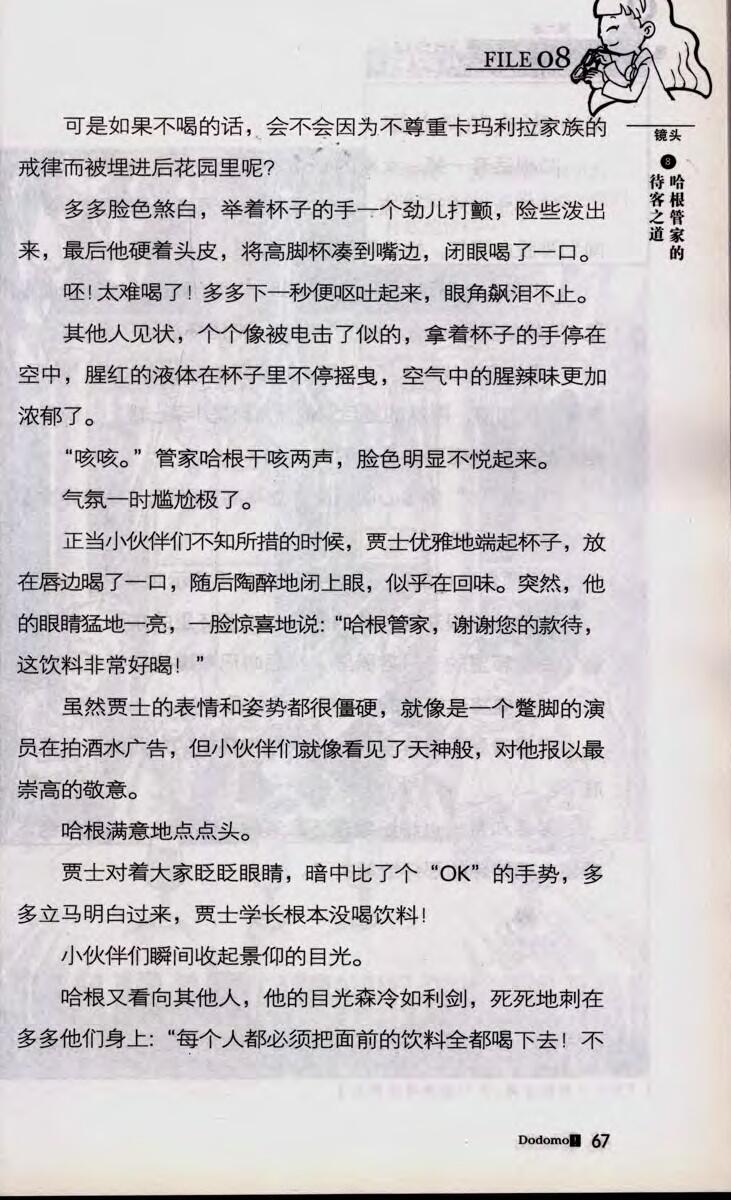 FILE 08
镜头
8
哈根管家的
待客之道
可是如果不喝的话，会不会因为不尊重卡玛利拉家族的
戒律而被埋进后花园里呢？
多多脸色煞白，举着杯子的手一个劲儿打颤，险些泼出
来，最后他硬着头皮，将高脚杯凑到嘴边，闭眼喝了一口。
呸！太难喝了！多多下一秒便呕吐起来，眼角飙泪不止。
其他人见状，个个像被电击了似的，拿着杯子的手停在
空中，腥红的液体在杯子里不停摇曳，空气中的腥辣味更加
浓郁了。
“咳咳。”管家哈根干咳两声，脸色明显不悦起来。
气氛一时尴尬极了。
正当小伙伴们不知所措的时候，贾士优雅地端起杯子，放
在唇边喝了一口，随后陶醉地闭上眼，似乎在回味。突然，他
的眼睛猛地一亮，一脸惊喜地说：“哈根管家，谢谢您的款待，
这饮料非常好喝！”
虽然贾士的表情和姿势都很僵硬，就像是一个蹩脚的演
员在拍酒水广告，但小伙伴们就像看见了天神般，对他报以最
崇高的敬意。
哈根满意地点点头。
贾士对着大家眨眨眼睛，暗中比了个“OK”的手势，多
多立马明白过来，贾士学长根本没喝饮料！
小伙伴们瞬间收起景仰的目光。
哈根又看向其他人，他的目光森冷如利剑，死死地刺在
多多他们身上：“每个人都必须把面前的饮料全都喝下去！不
Dodomo! 67